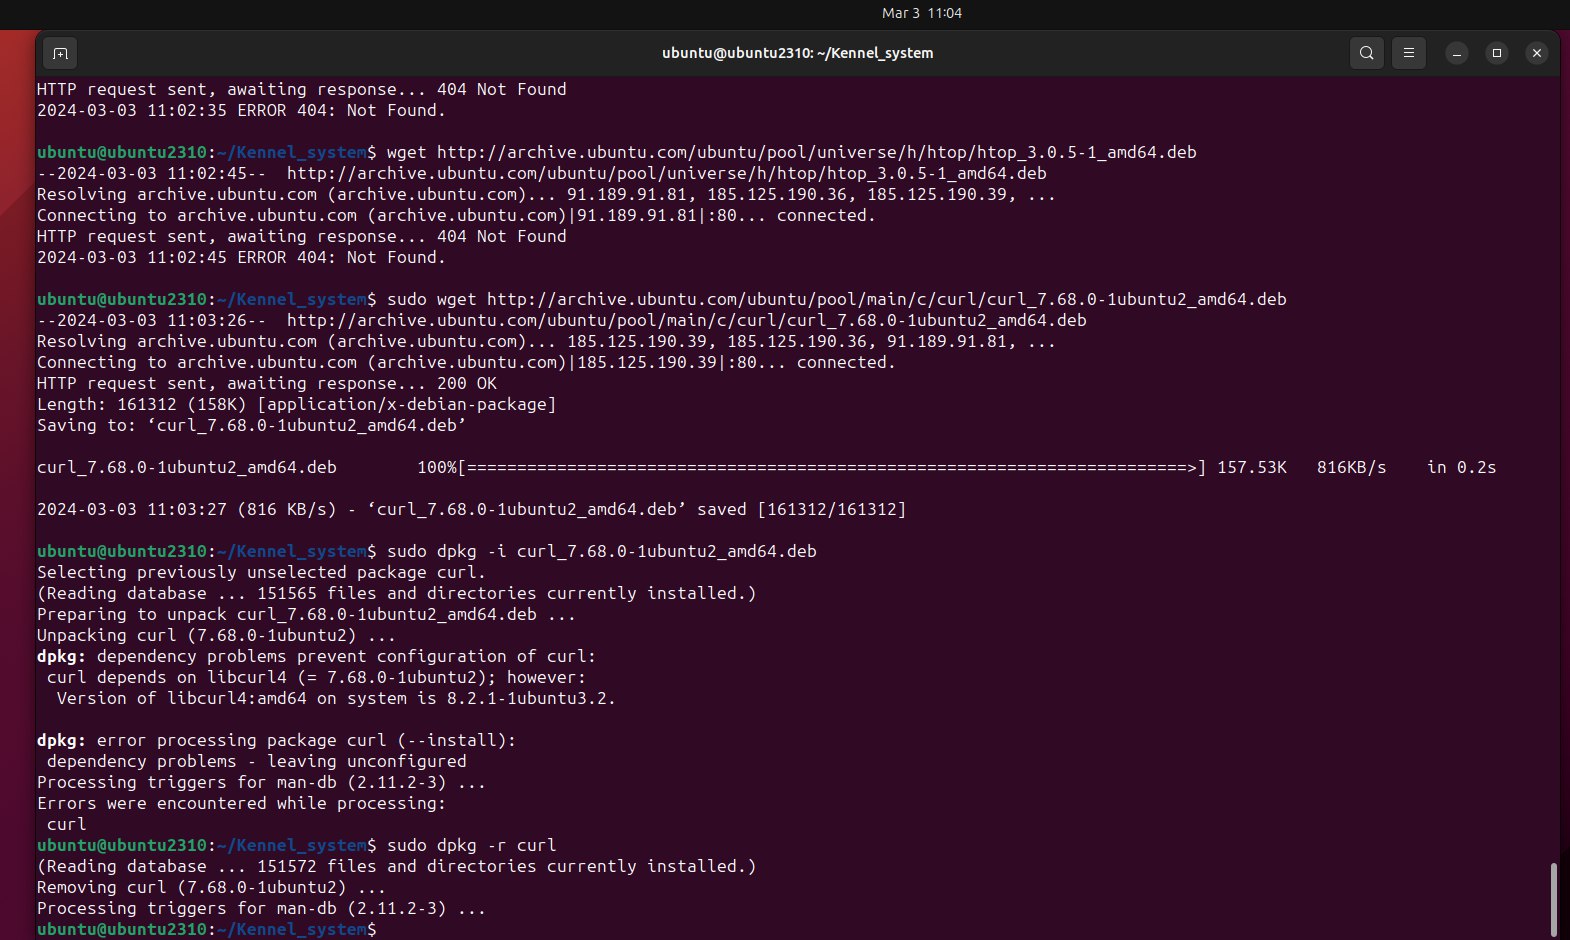 Mar 3 11:04
ubuntu@ubuntu2310: ~/Kennel_system
HTTP request sent, awaiting response... 404 Not Found
2024-03-03 11:02:35 ERROR 404: Not Found.
ubuntu@ubuntu2310:~/Kennel_system$ wget http://archive.ubuntu.com/ubuntu/pool/universe/h/htop/htop_3.0.5-1_amd64.deb
--2024-03-03 11:02:45--  http://archive.ubuntu.com/ubuntu/pool/universe/h/htop/htop_3.0.5-1_amd64.deb
Resolving archive.ubuntu.com (archive.ubuntu.com)... 91.189.91.81, 185.125.190.36, 185.125.190.39, ...
Connecting to archive.ubuntu.com (archive.ubuntu.com)|91.189.91.81|:80... connected.
HTTP request sent, awaiting response... 404 Not Found
2024-03-03 11:02:45 ERROR 404: Not Found.
ubuntu@ubuntu2310:~/Kennel_system$ sudo wget http://archive.ubuntu.com/ubuntu/pool/main/c/curl/curl_7.68.0-1ubuntu2_amd64.deb
--2024-03-03 11:03:26--  http://archive.ubuntu.com/ubuntu/pool/main/c/curl/curl_7.68.0-1ubuntu2_amd64.deb
Resolving archive.ubuntu.com (archive.ubuntu.com)... 185.125.190.39, 185.125.190.36, 91.189.91.81, ...
Connecting to archive.ubuntu.com (archive.ubuntu.com)|185.125.190.39|:80... connected.
HTTP request sent, awaiting response... 200 OK
Length: 161312 (158K) [application/x-debian-package]
Saving to: ‘curl_7.68.0-1ubuntu2_amd64.deb’
curl_7.68.0-1ubuntu2_amd64.deb        100%[========================================================================>] 157.53K   816KB/s    in 0.2s
2024-03-03 11:03:27 (816 KB/s) - ‘curl_7.68.0-1ubuntu2_amd64.deb’ saved [161312/161312]
ubuntu@ubuntu2310:~/Kennel_system$ sudo dpkg -i curl_7.68.0-1ubuntu2_amd64.deb
Selecting previously unselected package curl.
(Reading database ... 151565 files and directories currently installed.)
Preparing to unpack curl_7.68.0-1ubuntu2_amd64.deb ...
Unpacking curl (7.68.0-1ubuntu2) ...
dpkg: dependency problems prevent configuration of curl:
 curl depends on libcurl4 (= 7.68.0-1ubuntu2); however:
  Version of libcurl4:amd64 on system is 8.2.1-1ubuntu3.2.
dpkg: error processing package curl (--install):
 dependency problems - leaving unconfigured
Processing triggers for man-db (2.11.2-3) ...
Errors were encountered while processing:
 curl
ubuntu@ubuntu2310:~/Kennel_system$ sudo dpkg -r curl
(Reading database ... 151572 files and directories currently installed.)
Removing curl (7.68.0-1ubuntu2) ...
Processing triggers for man-db (2.11.2-3) ...
ubuntu@ubuntu2310:~/Kennel_system$